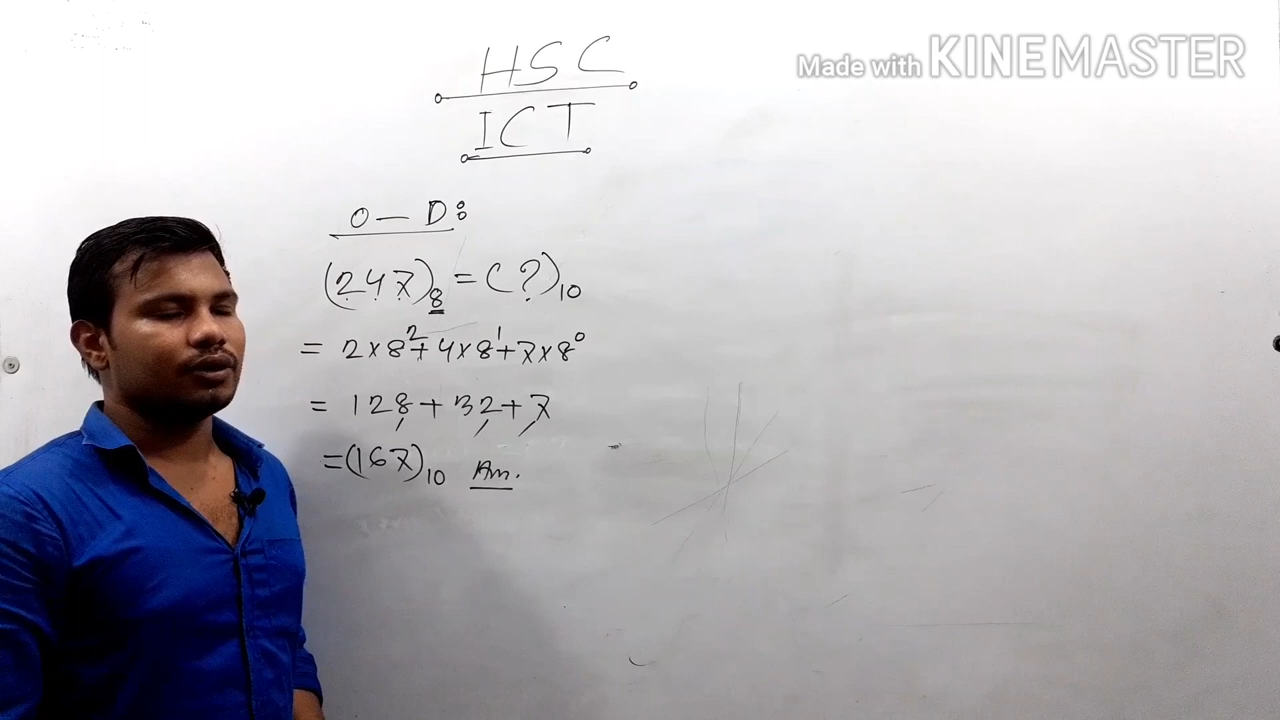 Made with KINEMASTER
HSC
ICT
O — D:
(247)₈ = (?)₁₀
= 2×8²+4×8¹+7×8⁰
= 128+32+7
=(167)₁₀ Ans.